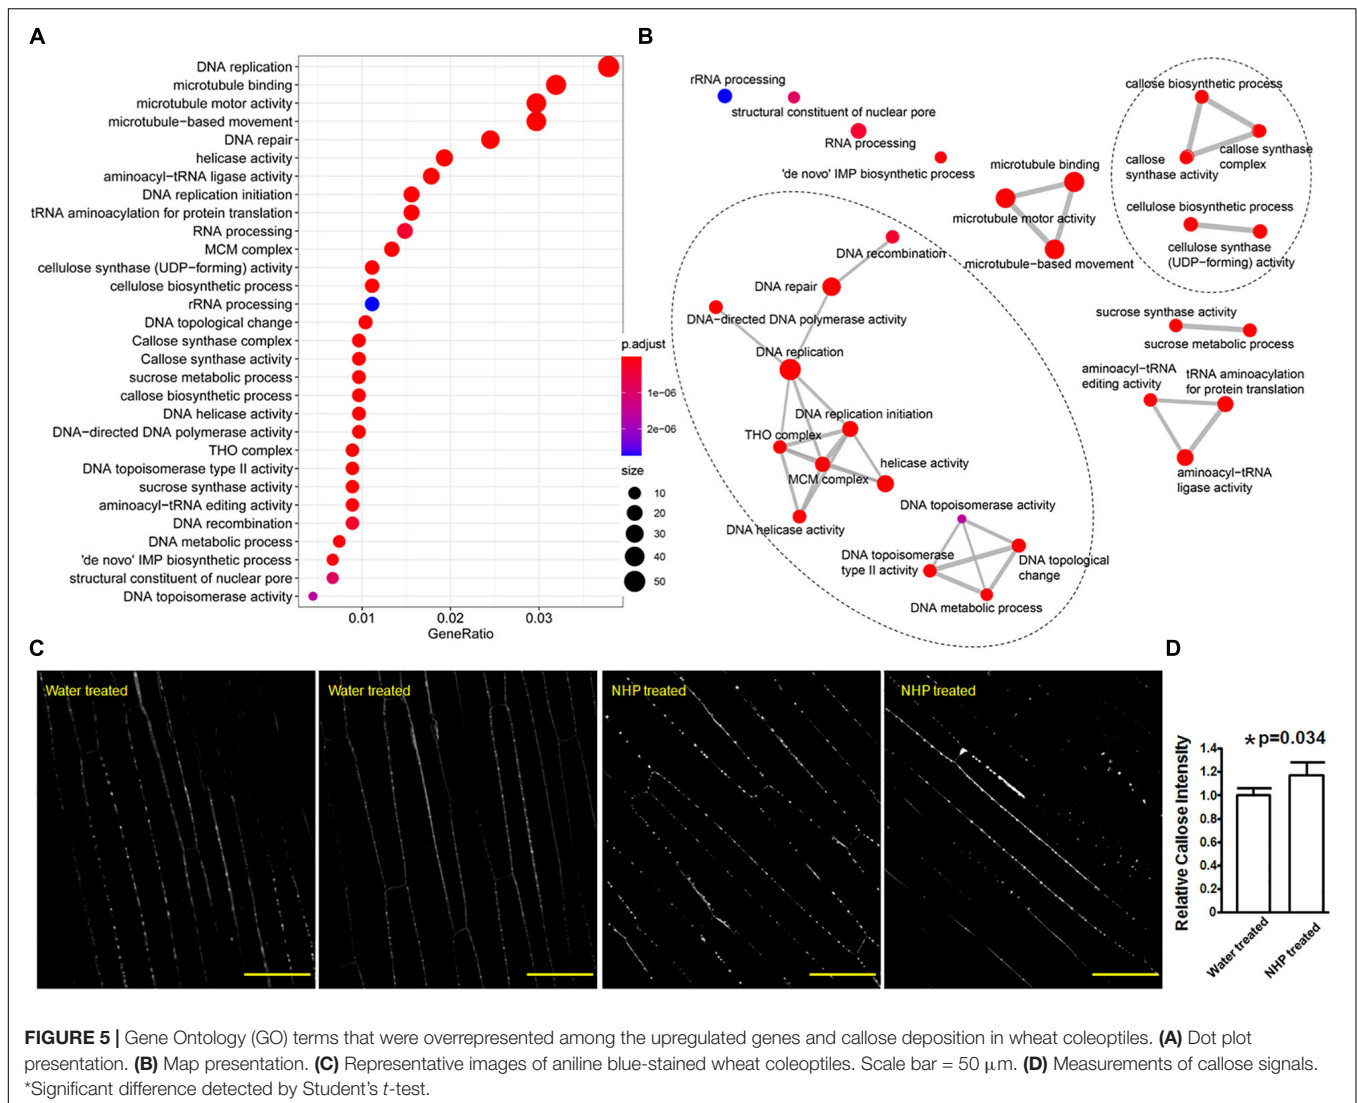 A
DNA replication
microtubule binding
microtubule motor activity
microtubule−based movement
DNA repair
helicase activity
aminoacyl−tRNA ligase activity
DNA replication initiation
tRNA aminoacylation for protein translation
RNA processing
MCM complex
cellulose synthase (UDP−forming) activity
cellulose biosynthetic process
rRNA processing
DNA topological change
Callose synthase complex
Callose synthase activity
sucrose metabolic process
callose biosynthetic process
DNA helicase activity
DNA−directed DNA polymerase activity
THO complex
DNA topoisomerase type II activity
sucrose synthase activity
aminoacyl−tRNA editing activity
DNA recombination
DNA metabolic process
'de novo' IMP biosynthetic process
structural constituent of nuclear pore
DNA topoisomerase activity
0.01 0.02 0.03
GeneRatio
p.adjust
1e−06
2e−06
size
10
20
30
40
50
B
rRNA processing
structural constituent of nuclear pore
RNA processing
'de novo' IMP biosynthetic process
microtubule binding
microtubule motor activity
microtubule−based movement
callose biosynthetic process
callose synthase
complex
callose
synthase activity
cellulose biosynthetic process
cellulose synthase
(UDP−forming) activity
DNA recombination
DNA repair
DNA−directed DNA polymerase activity
DNA replication
DNA replication initiation
THO complex
MCM complex
helicase activity
DNA helicase activity
DNA topoisomerase activity
DNA topoisomerase
type II activity
DNA topological
change
DNA metabolic process
sucrose synthase activity
sucrose metabolic process
aminoacyl−tRNA
editing activity
tRNA aminoacylation
for protein translation
aminoacyl−tRNA
ligase activity
C
Water treated
Water treated
NHP treated
NHP treated
D
*p=0.034
Relative Callose Intensity
1.4
1.2
1.0
0.8
0.6
0.4
0.2
0
Water treated
NHP treated
FIGURE 5 | Gene Ontology (GO) terms that were overrepresented among the upregulated genes and callose deposition in wheat coleoptiles. (A) Dot plot
presentation. (B) Map presentation. (C) Representative images of aniline blue-stained wheat coleoptiles. Scale bar = 50 μm. (D) Measurements of callose signals.
*Significant difference detected by Student's t-test.